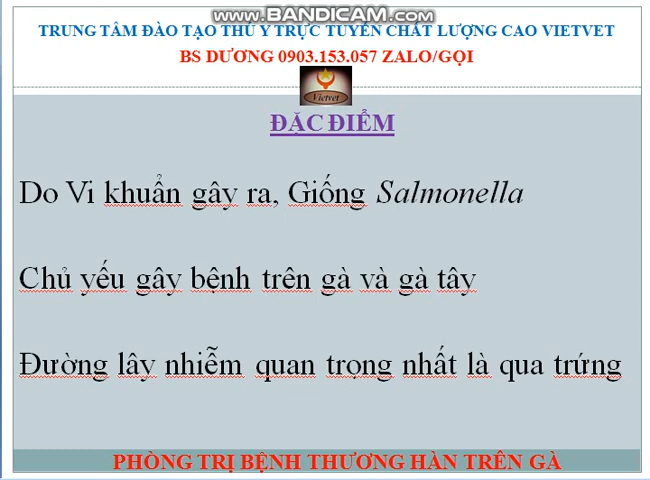 www.BANDICAM.com
TRUNG TÂM ĐÀO TẠO THÚ Y TRỰC TUYẾN CHẤT LƯỢNG CAO VIETVET
BS DƯƠNG 0903.153.057 ZALO/GỌI
Vietvet
ĐẶC ĐIỂM
Do Vi khuẩn gây ra, Giống Salmonella
Chủ yếu gây bệnh trên gà và gà tây
Đường lây nhiễm quan trọng nhất là qua trứng
PHÒNG TRỊ BỆNH THƯƠNG HÀN TRÊN GÀ